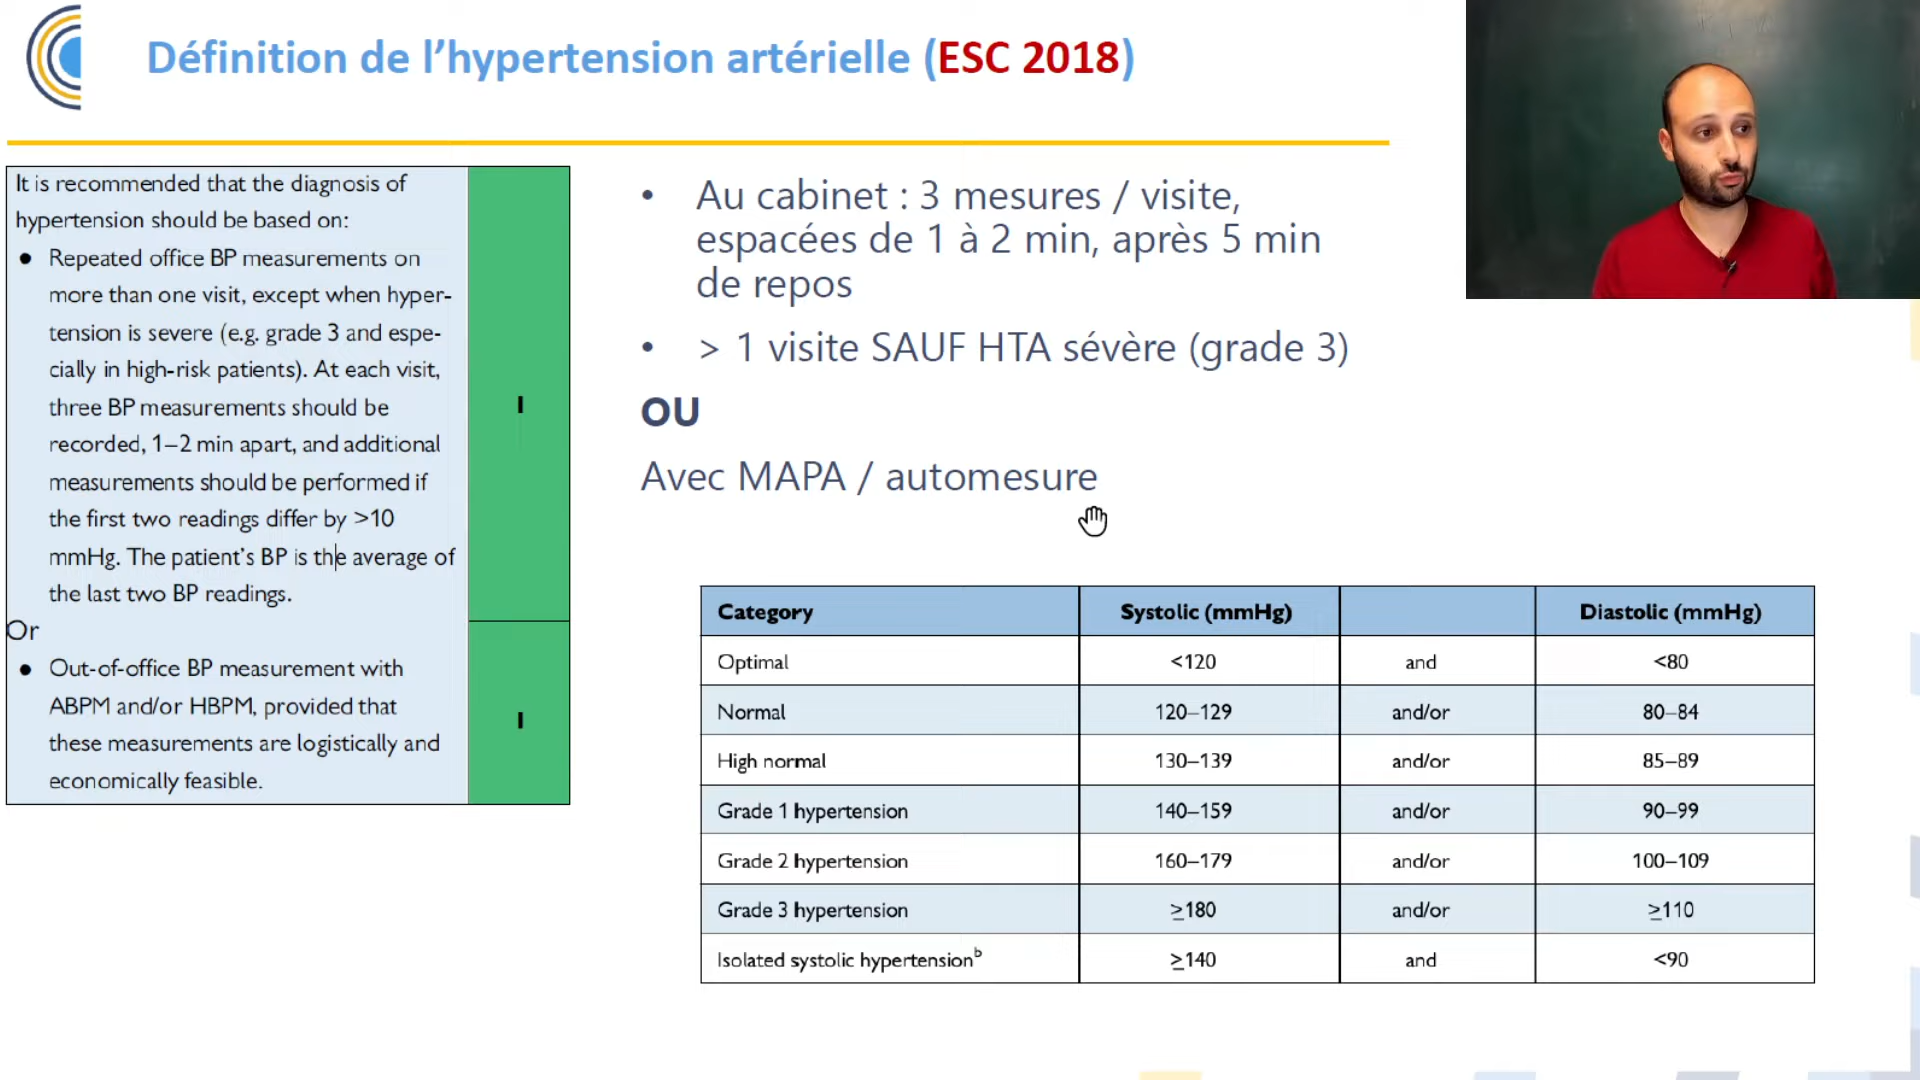 Définition de l’hypertension artérielle (ESC 2018)
It is recommended that the diagnosis of
hypertension should be based on:
● Repeated office BP measurements on
more than one visit, except when hyper-
tension is severe (e.g. grade 3 and espe-
cially in high-risk patients). At each visit,
three BP measurements should be
recorded, 1–2 min apart, and additional
measurements should be performed if
the first two readings differ by >10
mmHg. The patient’s BP is the average of
the last two BP readings.
I
Or
● Out-of-office BP measurement with
ABPM and/or HBPM, provided that
these measurements are logistically and
economically feasible.
I
• Au cabinet : 3 mesures / visite,
espacées de 1 à 2 min, après 5 min
de repos
• > 1 visite SAUF HTA sévère (grade 3)
OU
Avec MAPA / automesure
Category Systolic (mmHg) Diastolic (mmHg)
Optimal <120 and <80
Normal 120–129 and/or 80–84
High normal 130–139 and/or 85–89
Grade 1 hypertension 140–159 and/or 90–99
Grade 2 hypertension 160–179 and/or 100–109
Grade 3 hypertension ≥180 and/or ≥110
Isolated systolic hypertensionᵇ ≥140 and <90